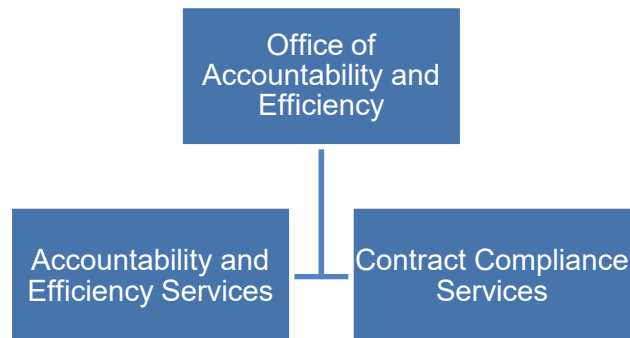 Office of
Accountability and
Efficiency
Accountability and
Efficiency Services
Contract Compliance
Services